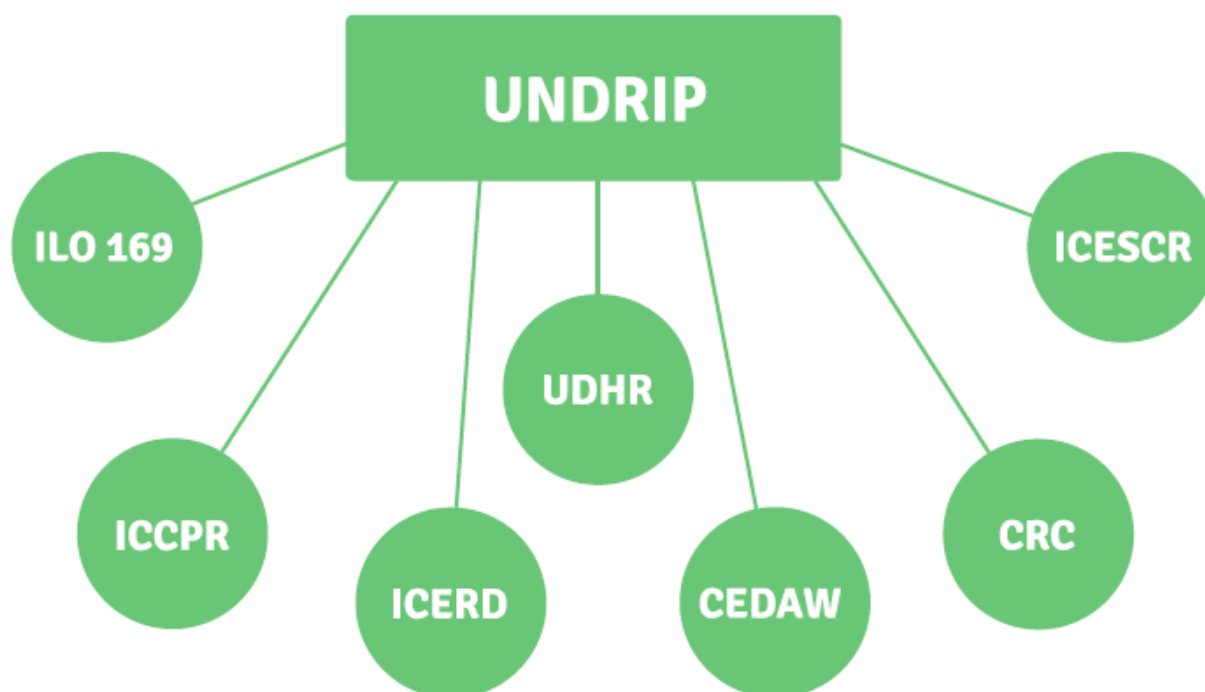 UNDRIP
ILO 169
ICESCR
UDHR
ICCPR
CRC
ICERD
CEDAW